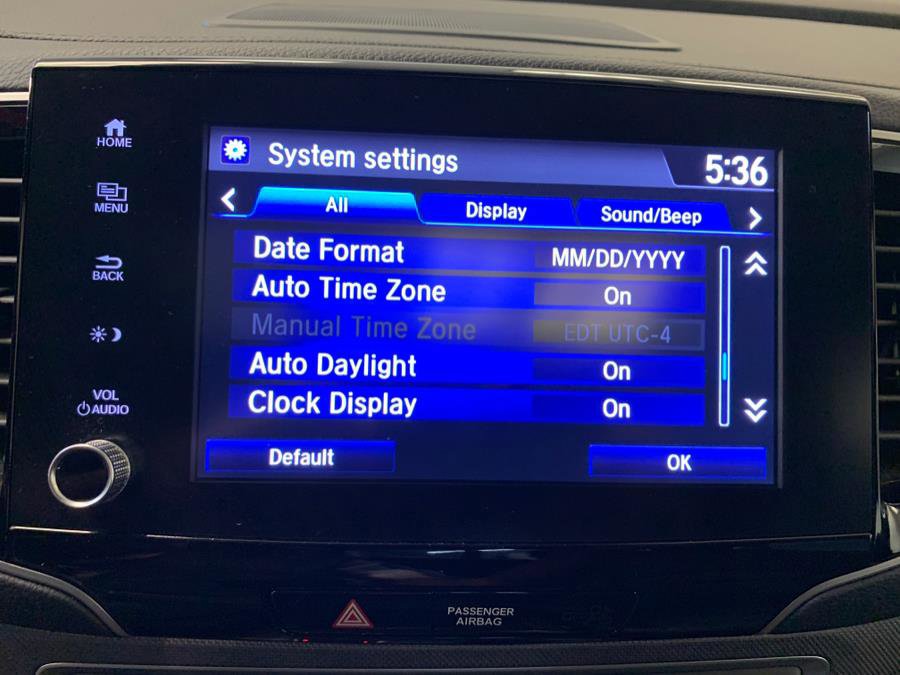 HOME
MENU
BACK
VOL
AUDIO
System settings
5:36
All
Display
Sound/Beep
Date Format MM/DD/YYYY
Auto Time Zone On
Manual Time Zone EDT UTC-4
Auto Daylight On
Clock Display On
Default
OK
PASSENGER
AIRBAG